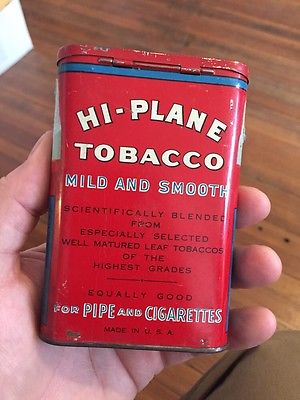 HI-PLANE
TOBACCO
MILD AND SMOOTH
SCIENTIFICALLY BLENDED
FROM
ESPECIALLY SELECTED
WELL MATURED LEAF TOBACCOS
OF THE
HIGHEST GRADES
EQUALLY GOOD
FOR PIPE AND CIGARETTES
MADE IN U.S.A.